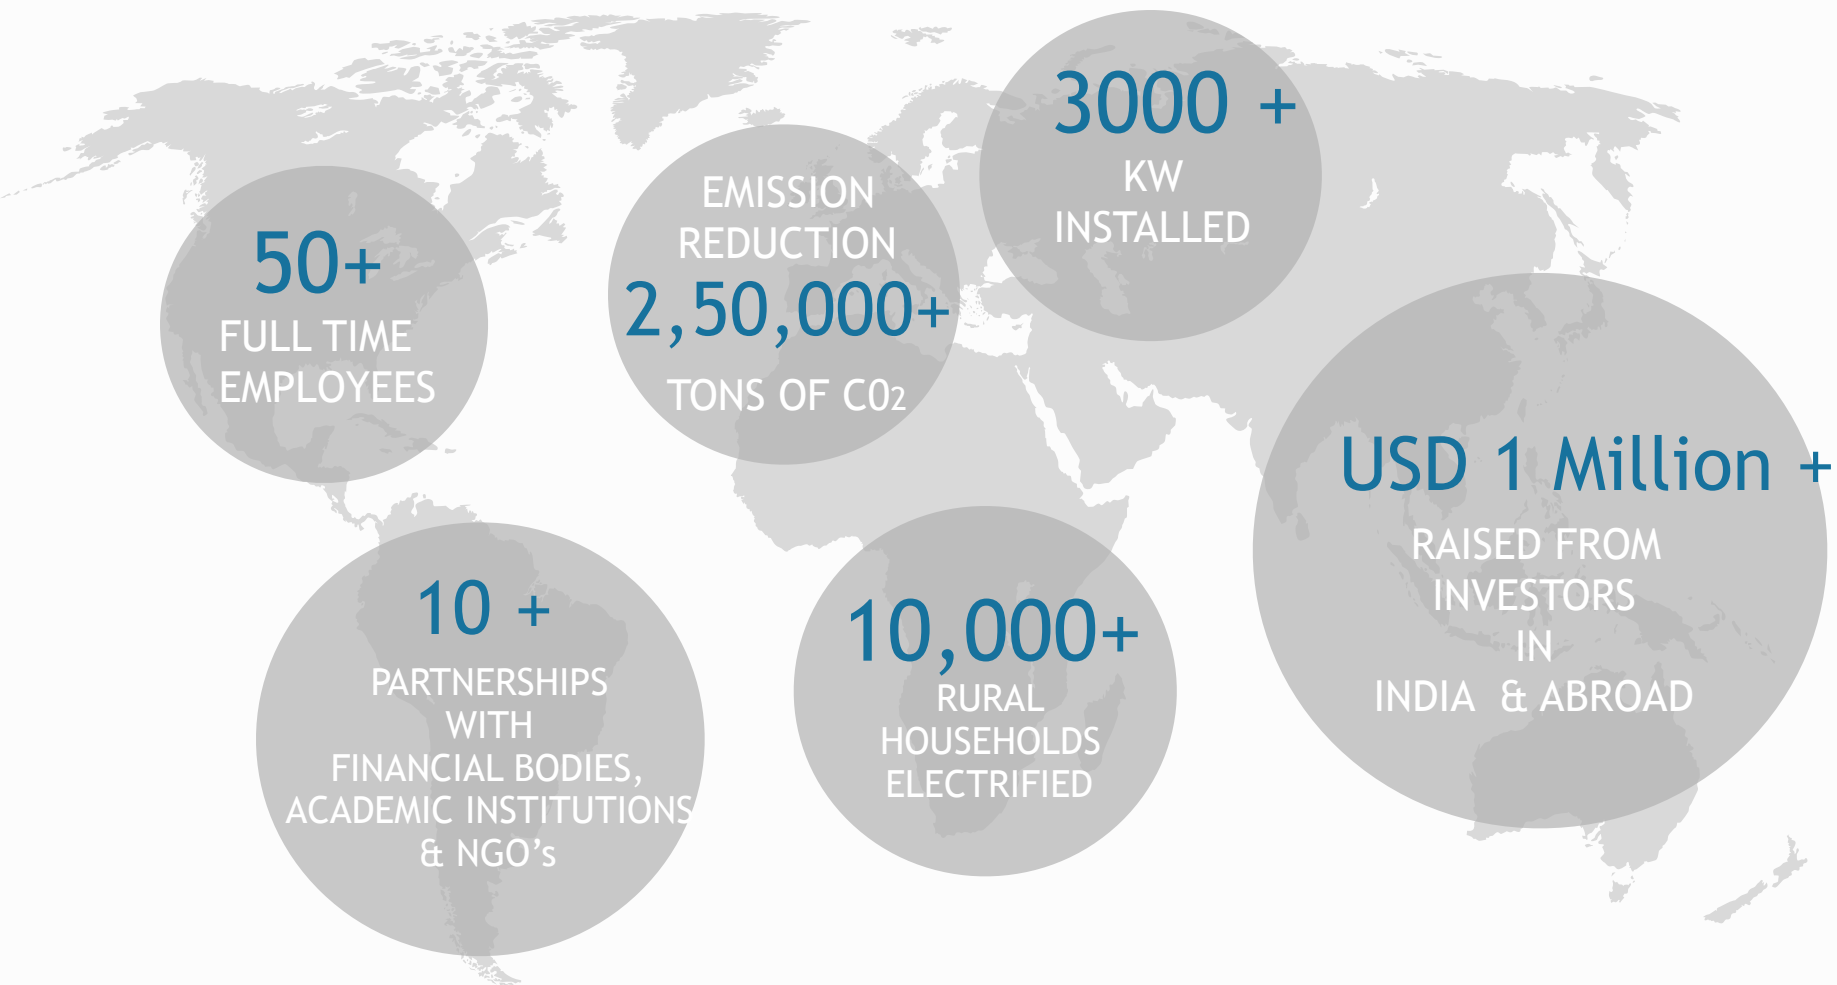 50+
FULL TIME
EMPLOYEES
EMISSION
REDUCTION
2,50,000+
TONS OF C02
3000 +
KW
INSTALLED
USD 1 Million +
RAISED FROM
INVESTORS
IN
INDIA & ABROAD
10 +
PARTNERSHIPS
WITH
FINANCIAL BODIES,
ACADEMIC INSTITUTIONS
& NGO’s
10,000+
RURAL
HOUSEHOLDS
ELECTRIFIED